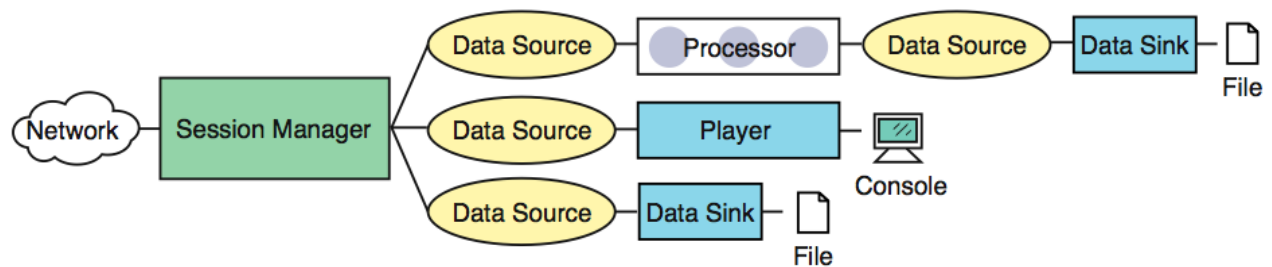 Data Source
Processor
Data Source
Data Sink
File
Network
Session Manager
Data Source
Player
Console
Data Source
Data Sink
File